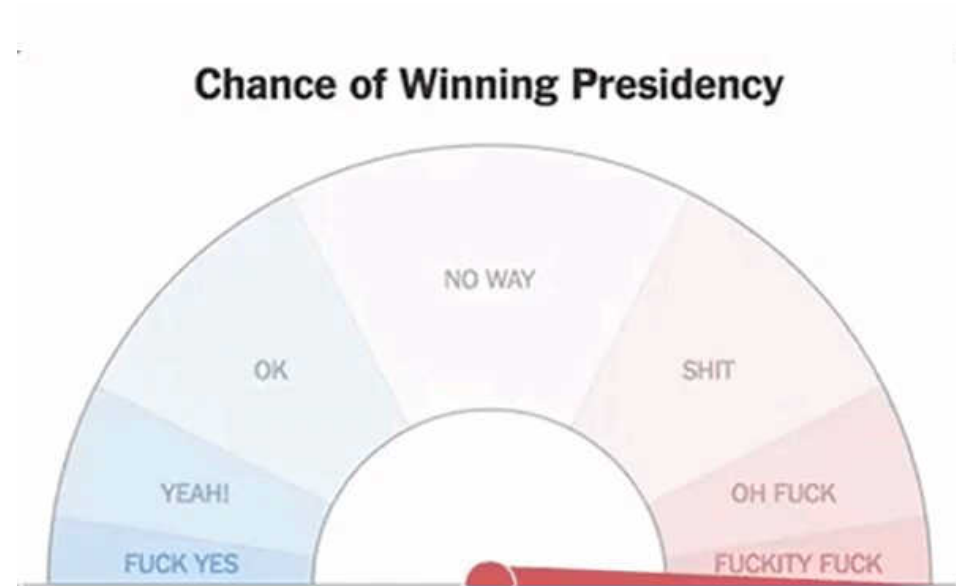 Chance of Winning Presidency
NO WAY
OK
SHIT
YEAH!
OH FUCK
FUCK YES
FUCKITY FUCK